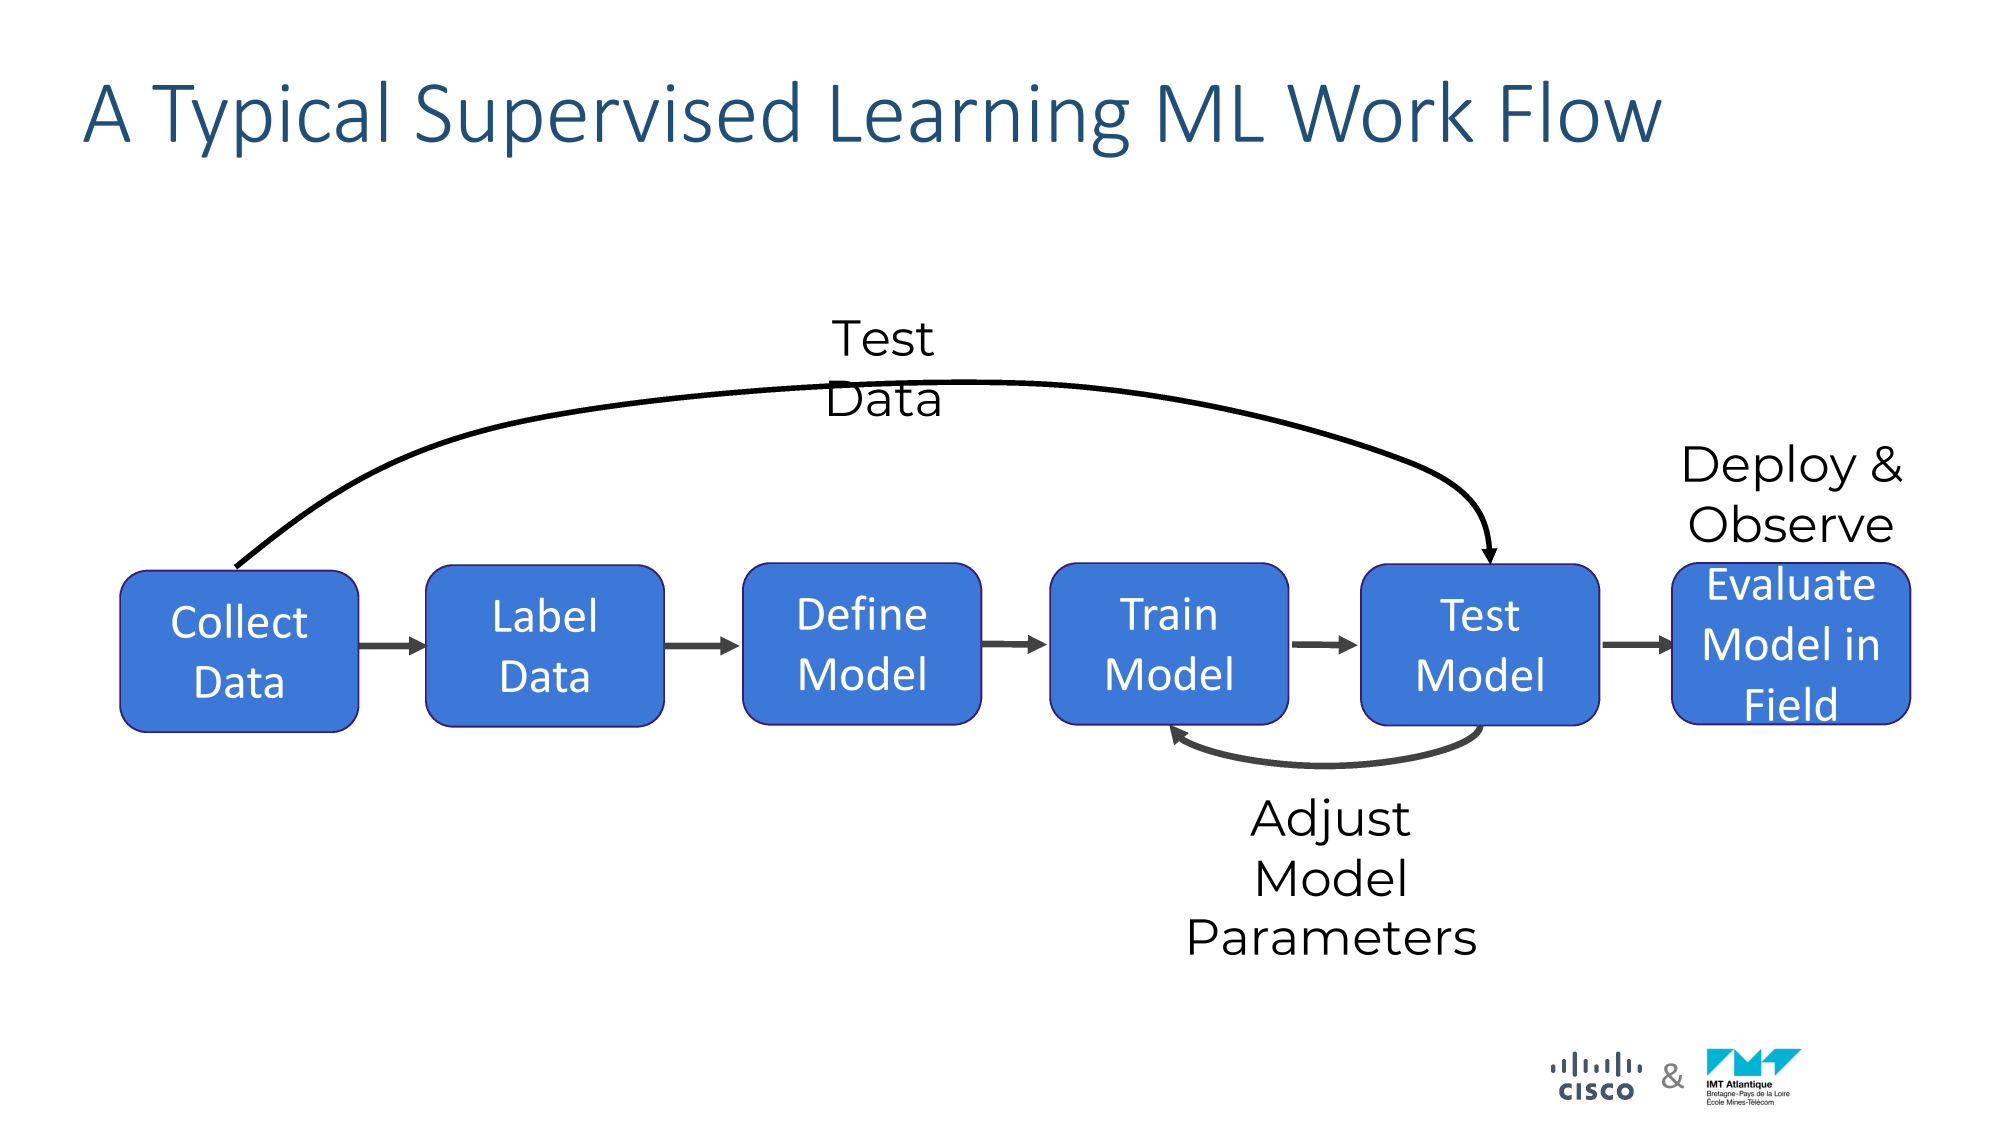 A Typical Supervised Learning ML Work Flow
Test
Data
Deploy &
Observe
Collect
Data
Label
Data
Define
Model
Train
Model
Test
Model
Evaluate
Model in
Field
Adjust
Model
Parameters
CISCO
&
IMT Atlantique
Bretagne-Pays de la Loire
École Mines-Télécom